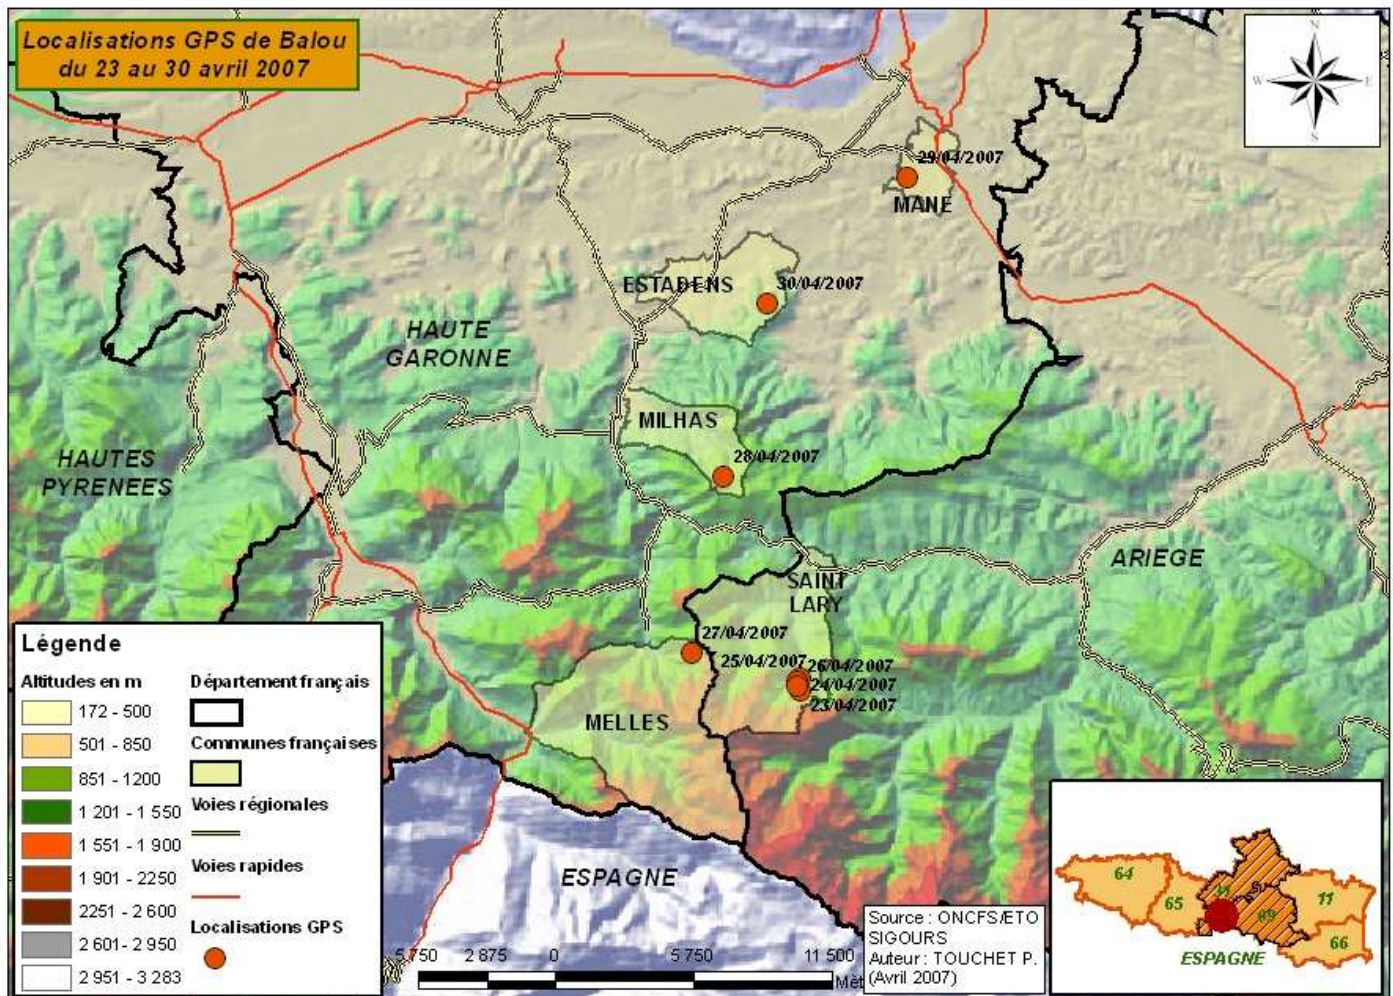 Localisations GPS de Balou
du 23 au 30 avril 2007
N
W
E
S
29/04/2007
MANE
ESTADENS
30/04/2007
HAUTE
GARONNE
MILHAS
28/04/2007
HAUTES
PYRENEES
ARIEGE
SAINT
LARY
27/04/2007
25/04/2007
26/04/2007
24/04/2007
23/04/2007
MELLES
ESPAGNE
Légende
Altitudes en m
172 - 500
501 - 850
851 - 1200
1 201 - 1 550
1 551 - 1 900
1 901 - 2250
2251 - 2 600
2 601 - 2 950
2 951 - 3 283
Département français
Communes françaises
Voies régionales
Voies rapides
Localisations GPS
5 750 2 875 0 5 750 11 500
Mèt
Source : ONCFS/ETO
SIGOURS
Auteur : TOUCHET P.
(Avril 2007)
64
65
11
09
66
ESPAGNE